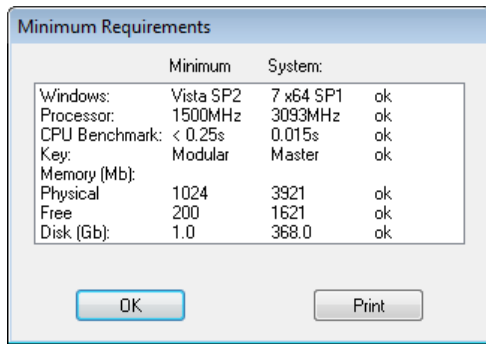 Minimum Requirements
Minimum System:
Windows: Vista SP2 7 x64 SP1 ok
Processor: 1500MHz 3093MHz ok
CPU Benchmark: < 0.25s 0.015s ok
Key: Modular Master ok
Memory (Mb):
Physical 1024 3921 ok
Free 200 1621 ok
Disk (Gb): 1.0 368.0 ok
OK Print